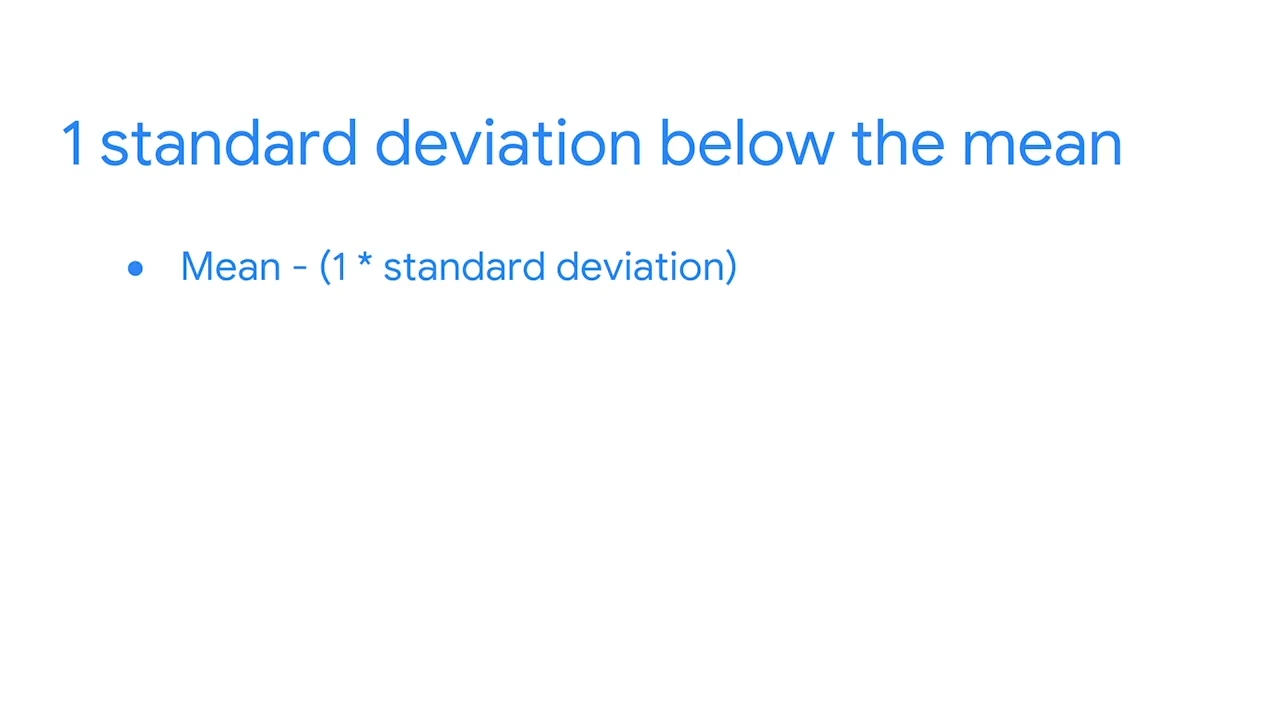 1 standard deviation below the mean
● Mean - (1 * standard deviation)